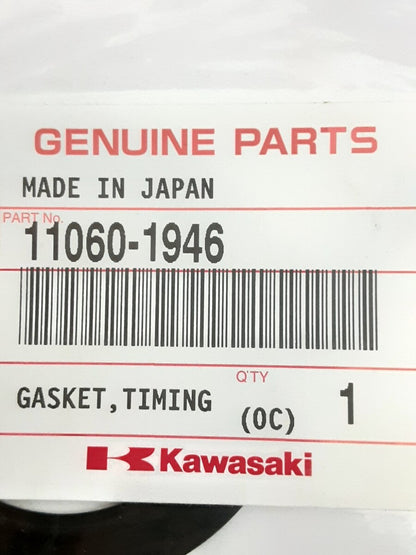 GENUINE PARTS
MADE IN JAPAN
PART No.
11060-1946
Q'TY
GASKET,TIMING (OC) 1
Kawasaki